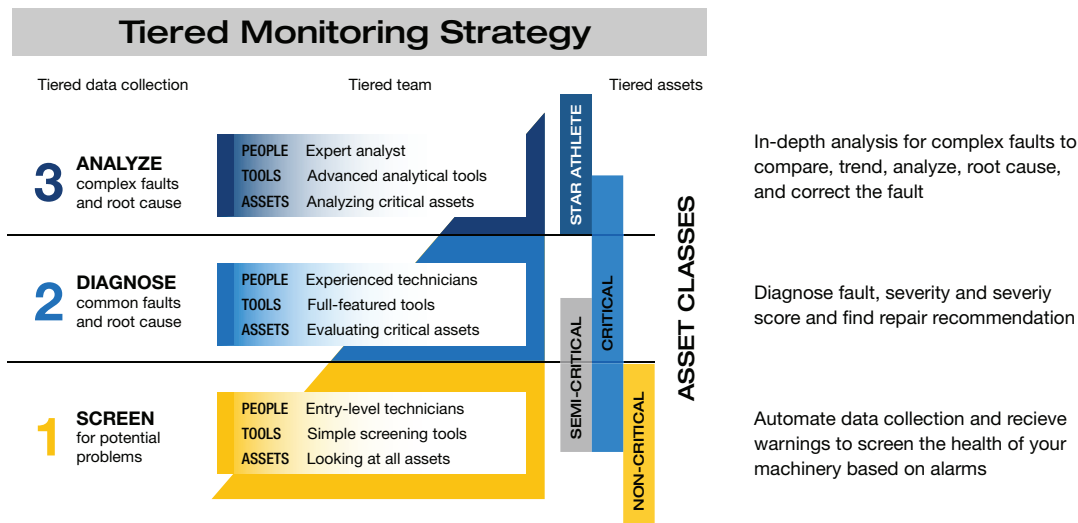 Tiered Monitoring Strategy
Tiered data collection
Tiered team
Tiered assets
3
ANALYZE
complex faults
and root cause
PEOPLE Expert analyst
TOOLS Advanced analytical tools
ASSETS Analyzing critical assets
In-depth analysis for complex faults to
compare, trend, analyze, root cause,
and correct the fault
2
DIAGNOSE
common faults
and root cause
PEOPLE Experienced technicians
TOOLS Full-featured tools
ASSETS Evaluating critical assets
Diagnose fault, severity and severiy
score and find repair recommendation
1
SCREEN
for potential
problems
PEOPLE Entry-level technicians
TOOLS Simple screening tools
ASSETS Looking at all assets
Automate data collection and recieve
warnings to screen the health of your
machinery based on alarms
STAR ATHLETE
SEMI-CRITICAL
CRITICAL
NON-CRITICAL
ASSET CLASSES